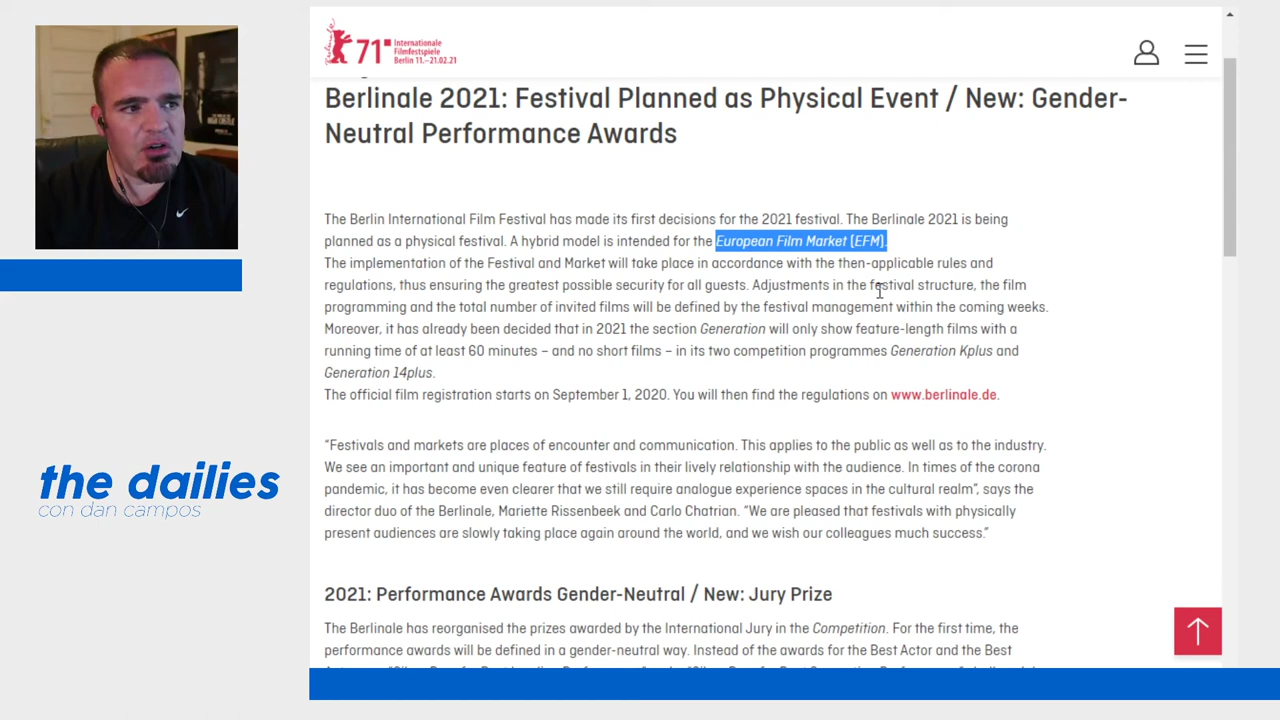 71
Internationale
Filmfestspiele
Berlin 11.–21.02.21
Berlinale 2021: Festival Planned as Physical Event / New: Gender-
Neutral Performance Awards
The Berlin International Film Festival has made its first decisions for the 2021 festival. The Berlinale 2021 is being
planned as a physical festival. A hybrid model is intended for the European Film Market (EFM).
The implementation of the Festival and Market will take place in accordance with the then-applicable rules and
regulations, thus ensuring the greatest possible security for all guests. Adjustments in the festival structure, the film
programming and the total number of invited films will be defined by the festival management within the coming weeks.
Moreover, it has already been decided that in 2021 the section Generation will only show feature-length films with a
running time of at least 60 minutes – and no short films – in its two competition programmes Generation Kplus and
Generation 14plus.
The official film registration starts on September 1, 2020. You will then find the regulations on www.berlinale.de.
“Festivals and markets are places of encounter and communication. This applies to the public as well as to the industry.
We see an important and unique feature of festivals in their lively relationship with the audience. In times of the corona
pandemic, it has become even clearer that we still require analogue experience spaces in the cultural realm”, says the
director duo of the Berlinale, Mariette Rissenbeek and Carlo Chatrian. “We are pleased that festivals with physically
present audiences are slowly taking place again around the world, and we wish our colleagues much success.”
2021: Performance Awards Gender-Neutral / New: Jury Prize
The Berlinale has reorganised the prizes awarded by the International Jury in the Competition. For the first time, the
performance awards will be defined in a gender-neutral way. Instead of the awards for the Best Actor and the Best
the dailies
con dan campos